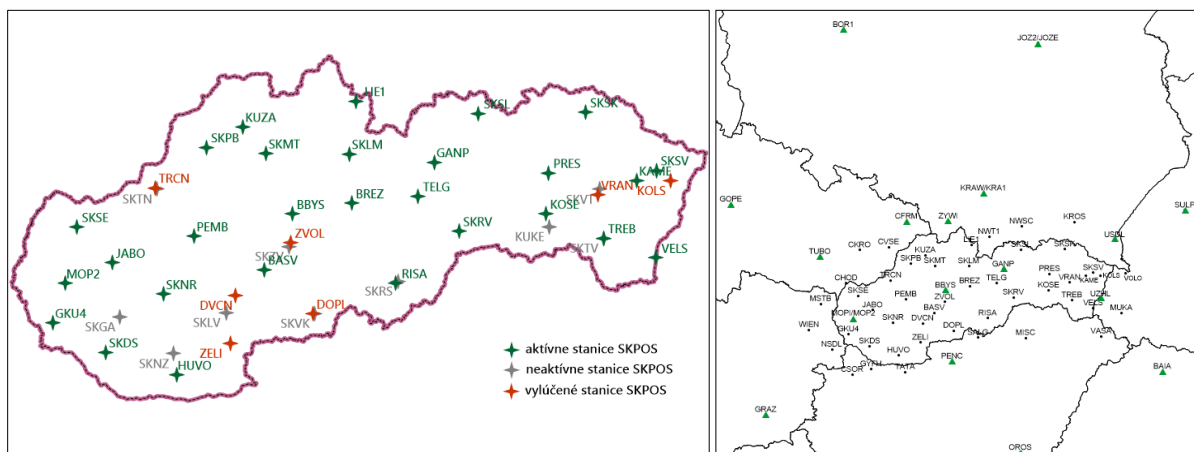 LIE1
SKSL
SKSK
KUZA
SKPB
SKMT
SKLM
GANP
PRES
SKSV
KAME
KOLS
TRCN
SKTN
VRAN
SKVT
TELG
BREZ
BBYS
KOSE
KUKE
SKRV
TREB
SKTV
SKSE
PEMB
ZVOL
BASV
VELS
JABO
MOP2
SKNR
RISA
SKRS
DVCN
SKLV
DOPL
SKVK
GKU4
SKGA
SKDS
SKNZ
ZELI
HUVO
aktívne stanice SKPOS
neaktívne stanice SKPOS
vylúčené stanice SKPOS
BOR1
JOZ2/JOZE
KRAW/KRA1
GOPE
SULP
CFRM
ZYWI
NWSC
KROS
USDL
NWT1
LIE1
TUBO
CKRO
CVSE
KUZA
SKSL
SKSK
SKPB
SKMT
SKLM
GANP
CHOD
TRCN
BREZ
TELG
PRES
VRAN
SKSV
KAME
KOLS
VOLO
MSTB
SKSE
JABO
PEMB
BBYS
ZVOL
SKRV
KOSE
TREB
UZHL
VELS
MUKA
MOPI/MOP2
SKNR
BASV
DVCN
RISA
WIEN
GKU4
DOPL
SALG
MISC
VASA
NSDL
SKDS
HUVO
ZELI
CSOR
GYKH
TATA
PENC
BAIA
GRAZ
OROS